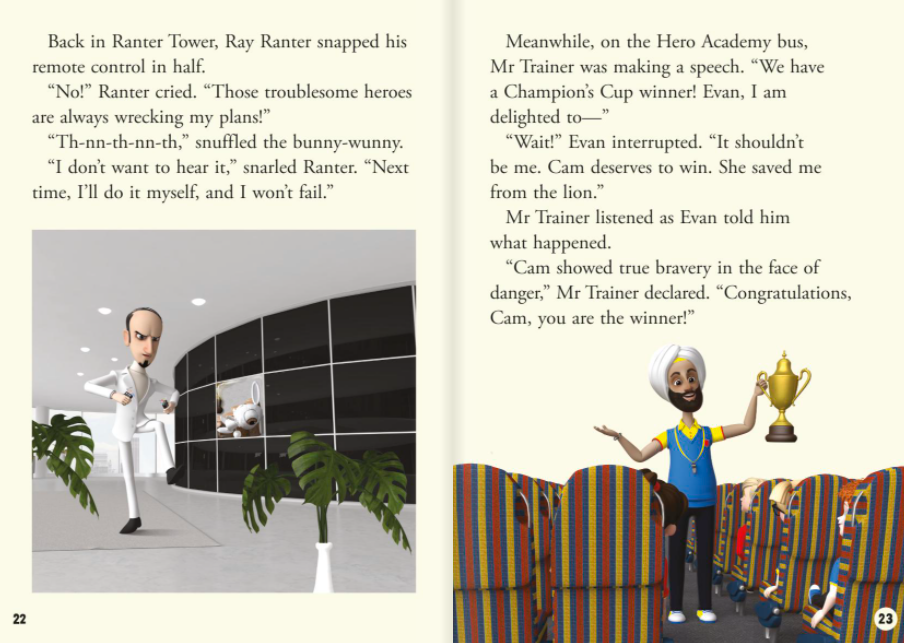 Back in Ranter Tower, Ray Ranter snapped his
remote control in half.
“No!” Ranter cried. “Those troublesome heroes
are always wrecking my plans!”
“Th-nn-th-nn-th,” snuffled the bunny-wunny.
“I don’t want to hear it,” snarled Ranter. “Next
time, I’ll do it myself, and I won’t fail.”
22
Meanwhile, on the Hero Academy bus,
Mr Trainer was making a speech. “We have
a Champion’s Cup winner! Evan, I am
delighted to—”
“Wait!” Evan interrupted. “It shouldn’t
be me. Cam deserves to win. She saved me
from the lion.”
Mr Trainer listened as Evan told him
what happened.
“Cam showed true bravery in the face of
danger,” Mr Trainer declared. “Congratulations,
Cam, you are the winner!”
23